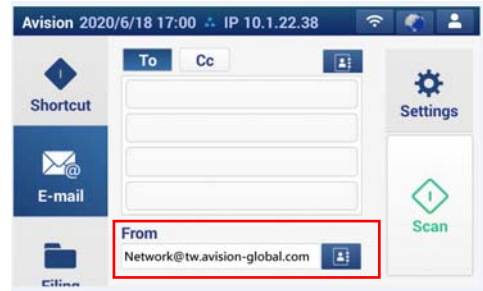 Avision 2020/6/18 17:00 IP 10.1.22.38
To Cc
Shortcut
Settings
E-mail
Scan
From
Network@tw.avision-global.com
Filing